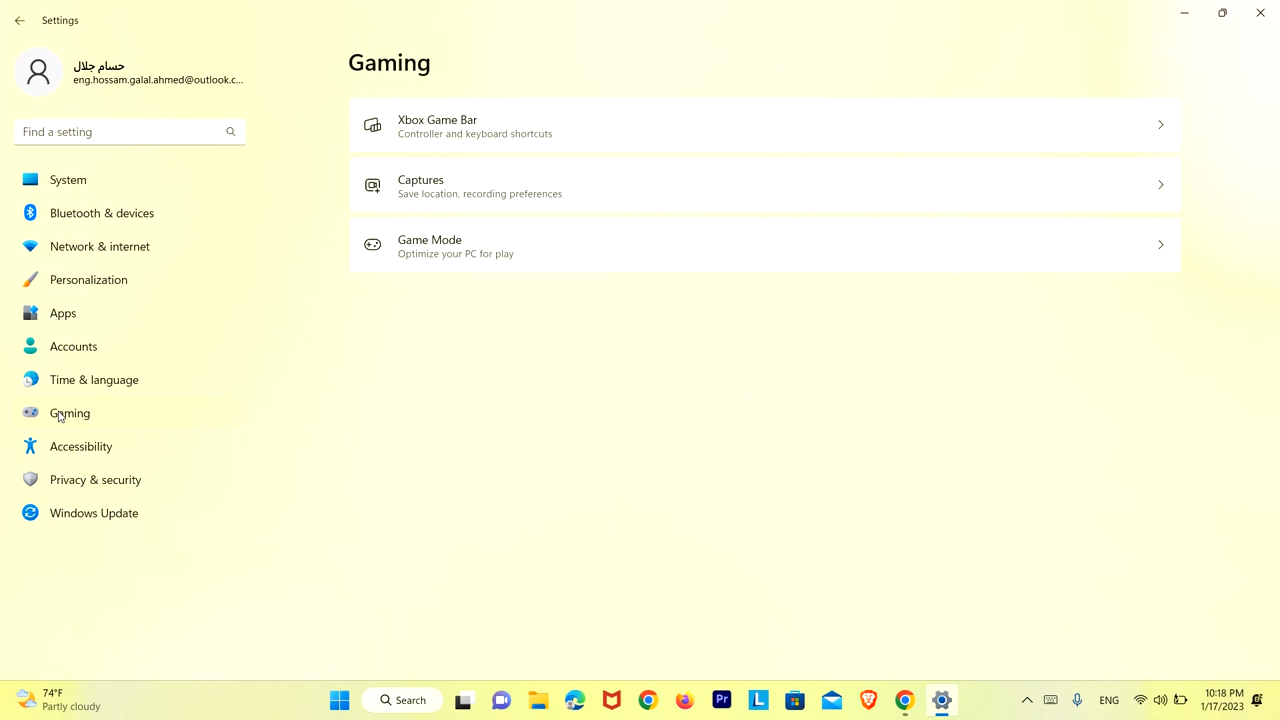 Settings
حسام جلال
eng.hossam.galal.ahmed@outlook.c...
Find a setting
System
Bluetooth & devices
Network & internet
Personalization
Apps
Accounts
Time & language
Gaming
Accessibility
Privacy & security
Windows Update
Gaming
Xbox Game Bar
Controller and keyboard shortcuts
Captures
Save location, recording preferences
Game Mode
Optimize your PC for play
74°F
Partly cloudy
Search
Pr
L
ENG
10:18 PM
1/17/2023